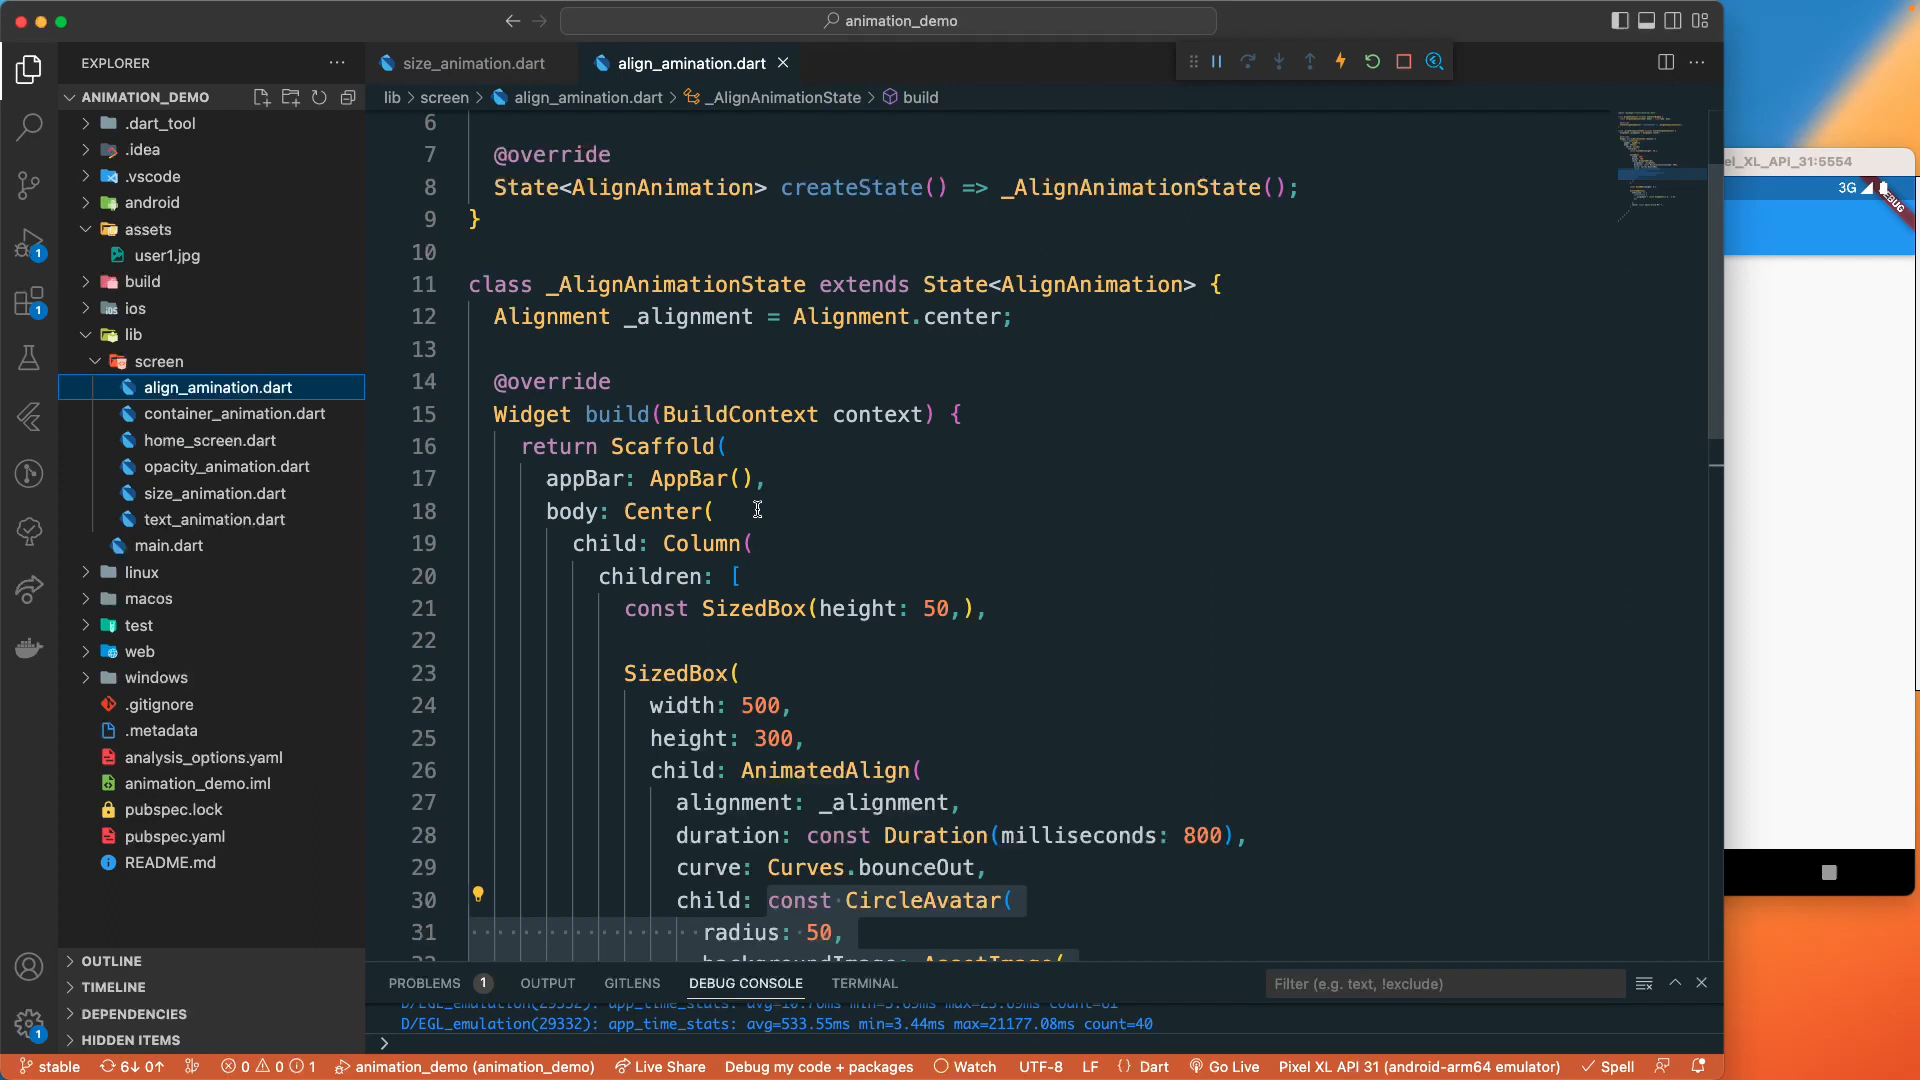 animation_demo
EXPLORER
size_animation.dart
align_amination.dart
ANIMATION_DEMO
lib > screen > align_amination.dart > _AlignAnimationState > build
.dart_tool
.idea
.vscode
android
assets
user1.jpg
build
ios
lib
screen
align_amination.dart
container_animation.dart
home_screen.dart
opacity_animation.dart
size_animation.dart
text_animation.dart
main.dart
linux
macos
test
web
windows
.gitignore
.metadata
analysis_options.yaml
animation_demo.iml
pubspec.lock
pubspec.yaml
README.md
OUTLINE
TIMELINE
DEPENDENCIES
HIDDEN ITEMS
1
1
1
6
7 @override
8 State<AlignAnimation> createState() => _AlignAnimationState();
9 }
10
11 class _AlignAnimationState extends State<AlignAnimation> {
12 Alignment _alignment = Alignment.center;
13
14 @override
15 Widget build(BuildContext context) {
16 return Scaffold(
17 appBar: AppBar(),
18 body: Center(
19 child: Column(
20 children: [
21 const SizedBox(height: 50,),
22
23 SizedBox(
24 width: 500,
25 height: 300,
26 child: AnimatedAlign(
27 alignment: _alignment,
28 duration: const Duration(milliseconds: 800),
29 curve: Curves.bounceOut,
30 child: const CircleAvatar(
31 radius: 50,
32 backgroundImage: AssetImage(
PROBLEMS 1 OUTPUT GITLENS DEBUG CONSOLE TERMINAL
Filter (e.g. text, !exclude)
D/EGL_emulation(29332): app_time_stats: avg=533.55ms min=3.44ms max=21177.08ms count=40
stable 6↓ 0↑ 0 0 1 animation_demo (animation_demo) Live Share Debug my code + packages Watch UTF-8 LF {} Dart Go Live Pixel XL API 31 (android-arm64 emulator) Spell
el_XL_API_31:5554
3G
DEBUG